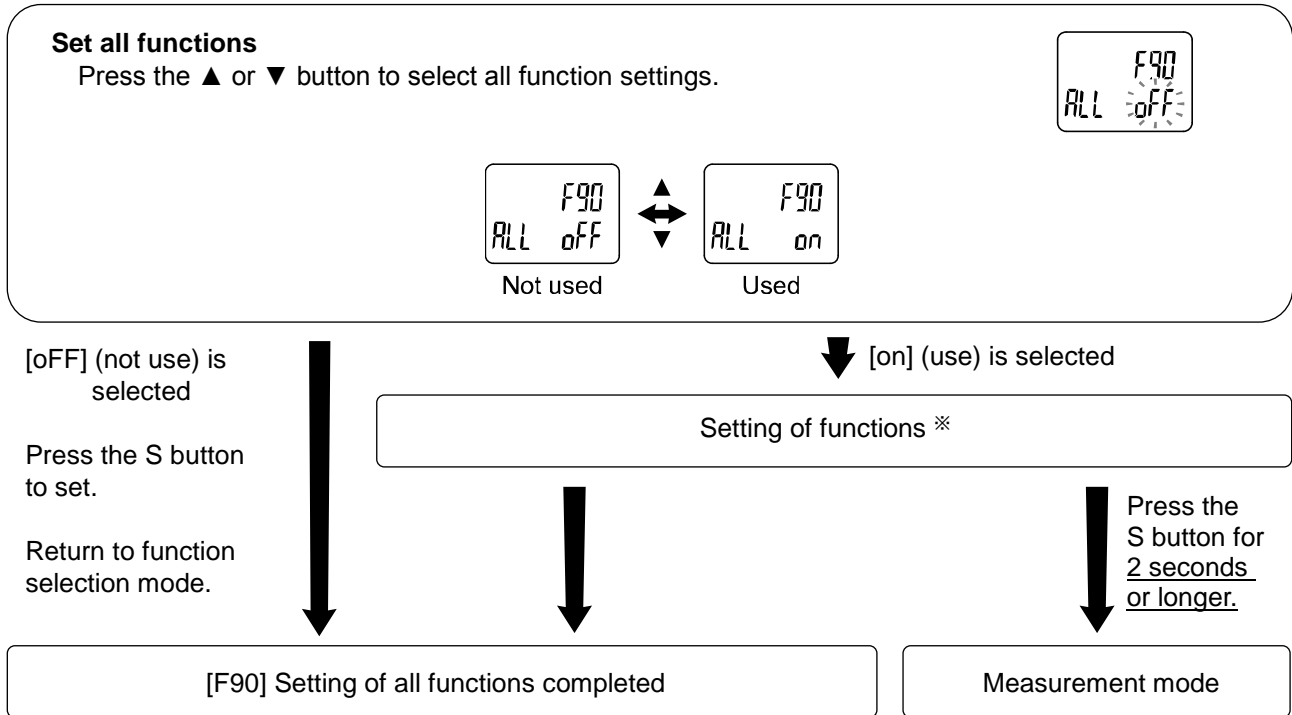 Set all functions
Press the ▲ or ▼ button to select all function settings.
F90
ALL oFF
F90
ALL oFF
▲
▼
F90
ALL on
Not used
Used
[oFF] (not use) is
selected
[on] (use) is selected
Setting of functions ※
Press the S button
to set.
Return to function
selection mode.
Press the
S button for
2 seconds
or longer.
[F90] Setting of all functions completed
Measurement mode